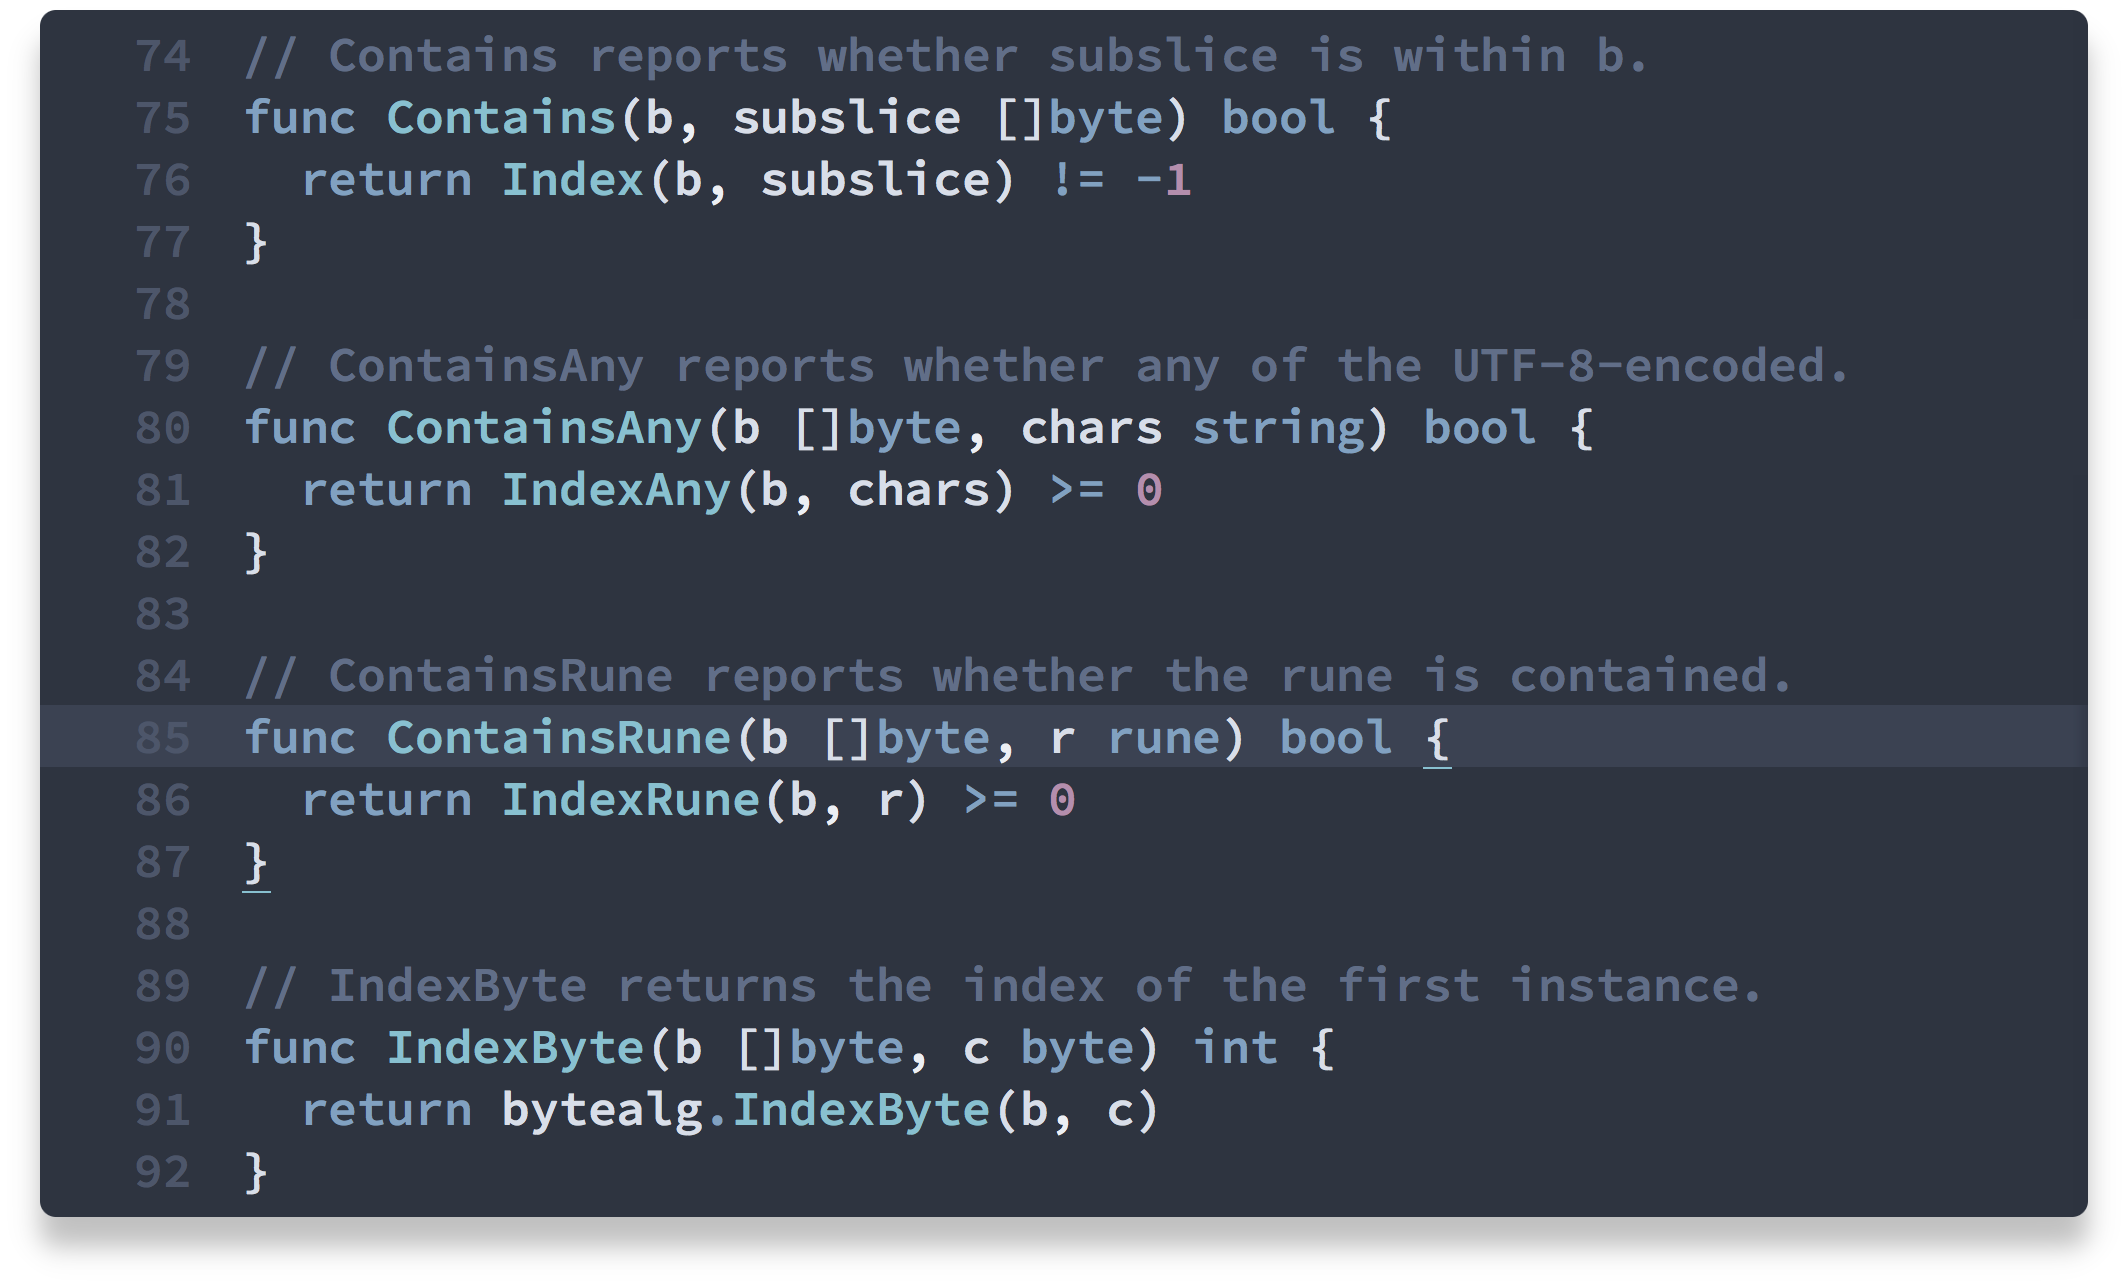 74 // Contains reports whether subslice is within b.
75 func Contains(b, subslice []byte) bool {
76   return Index(b, subslice) != -1
77 }
78
79 // ContainsAny reports whether any of the UTF-8-encoded.
80 func ContainsAny(b []byte, chars string) bool {
81   return IndexAny(b, chars) >= 0
82 }
83
84 // ContainsRune reports whether the rune is contained.
85 func ContainsRune(b []byte, r rune) bool {
86   return IndexRune(b, r) >= 0
87 }
88
89 // IndexByte returns the index of the first instance.
90 func IndexByte(b []byte, c byte) int {
91   return bytealg.IndexByte(b, c)
92 }